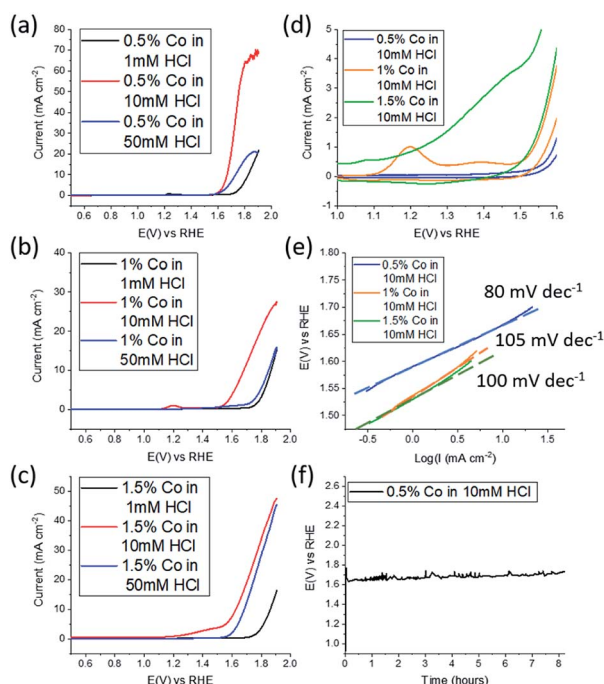 (a)
0.5% Co in
1mM HCl
0.5% Co in
10mM HCl
0.5% Co in
50mM HCl
Current (mA cm⁻²)
80
70
60
50
40
30
20
10
0
0.6 0.8 1.0 1.2 1.4 1.6 1.8 2.0
E(V) vs RHE
(b)
1% Co in
1mM HCl
1% Co in
10mM HCl
1% Co in
50mM HCl
Current (mA cm⁻²)
40
30
20
10
0
0.6 0.8 1.0 1.2 1.4 1.6 1.8 2.0
E(V) vs RHE
(c)
1.5% Co in
1mM HCl
1.5% Co in
10mM HCl
1.5% Co in
50mM HCl
Current (mA cm⁻²)
60
50
40
30
20
10
0
0.6 0.8 1.0 1.2 1.4 1.6 1.8 2.0
E(V) vs RHE
(d)
0.5% Co in
10mM HCl
1% Co in
10mM HCl
1.5% Co in
10mM HCl
Current (mA cm⁻²)
5
4
3
2
1
0
-1
1.0 1.1 1.2 1.3 1.4 1.5 1.6
E(V) vs RHE
(e)
0.5% Co in
10mM HCl
1% Co in
10mM HCl
1.5% Co in
10mM HCl
80 mV dec⁻¹
105 mV dec⁻¹
100 mV dec⁻¹
E(V) vs RHE
1.80
1.75
1.70
1.65
1.60
1.55
1.50
-0.5 0.0 0.5 1.0 1.5
Log(I (mA cm⁻²)
(f)
0.5% Co in 10mM HCl
E(V) vs RHE
2.2
2.0
1.8
1.6
1.4
1.2
1.0
0 1 2 3 4 5 6 7 8
Time (hours)